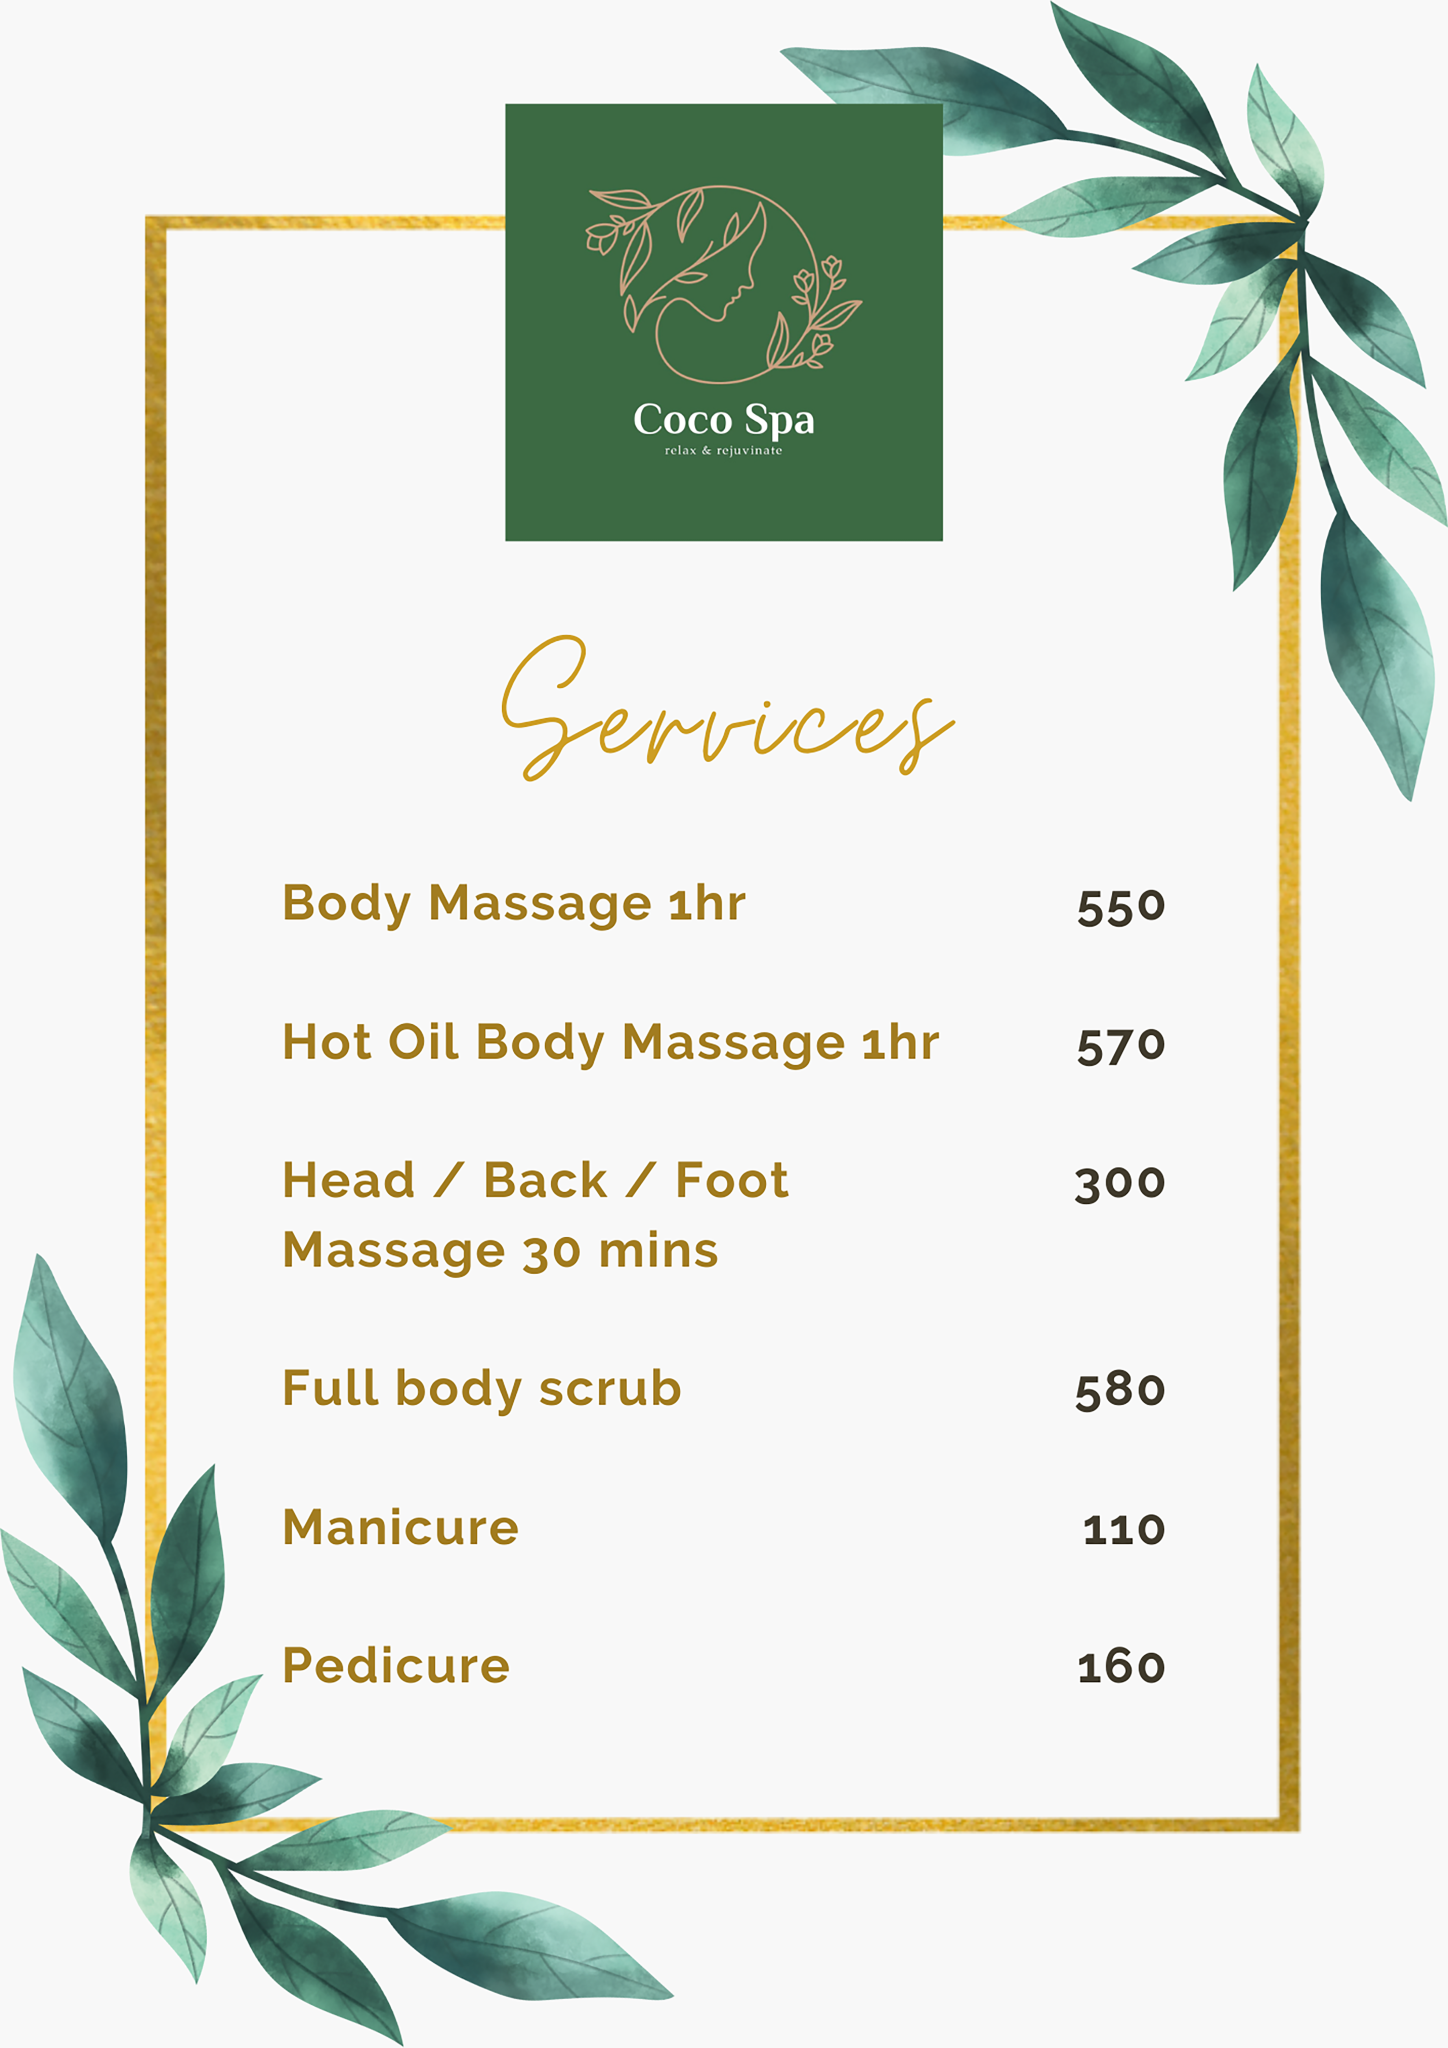 Coco Spa
relax & rejuvinate
Services
Body Massage 1hr 550
Hot Oil Body Massage 1hr 570
Head / Back / Foot 300
Massage 30 mins
Full body scrub 580
Manicure 110
Pedicure 160